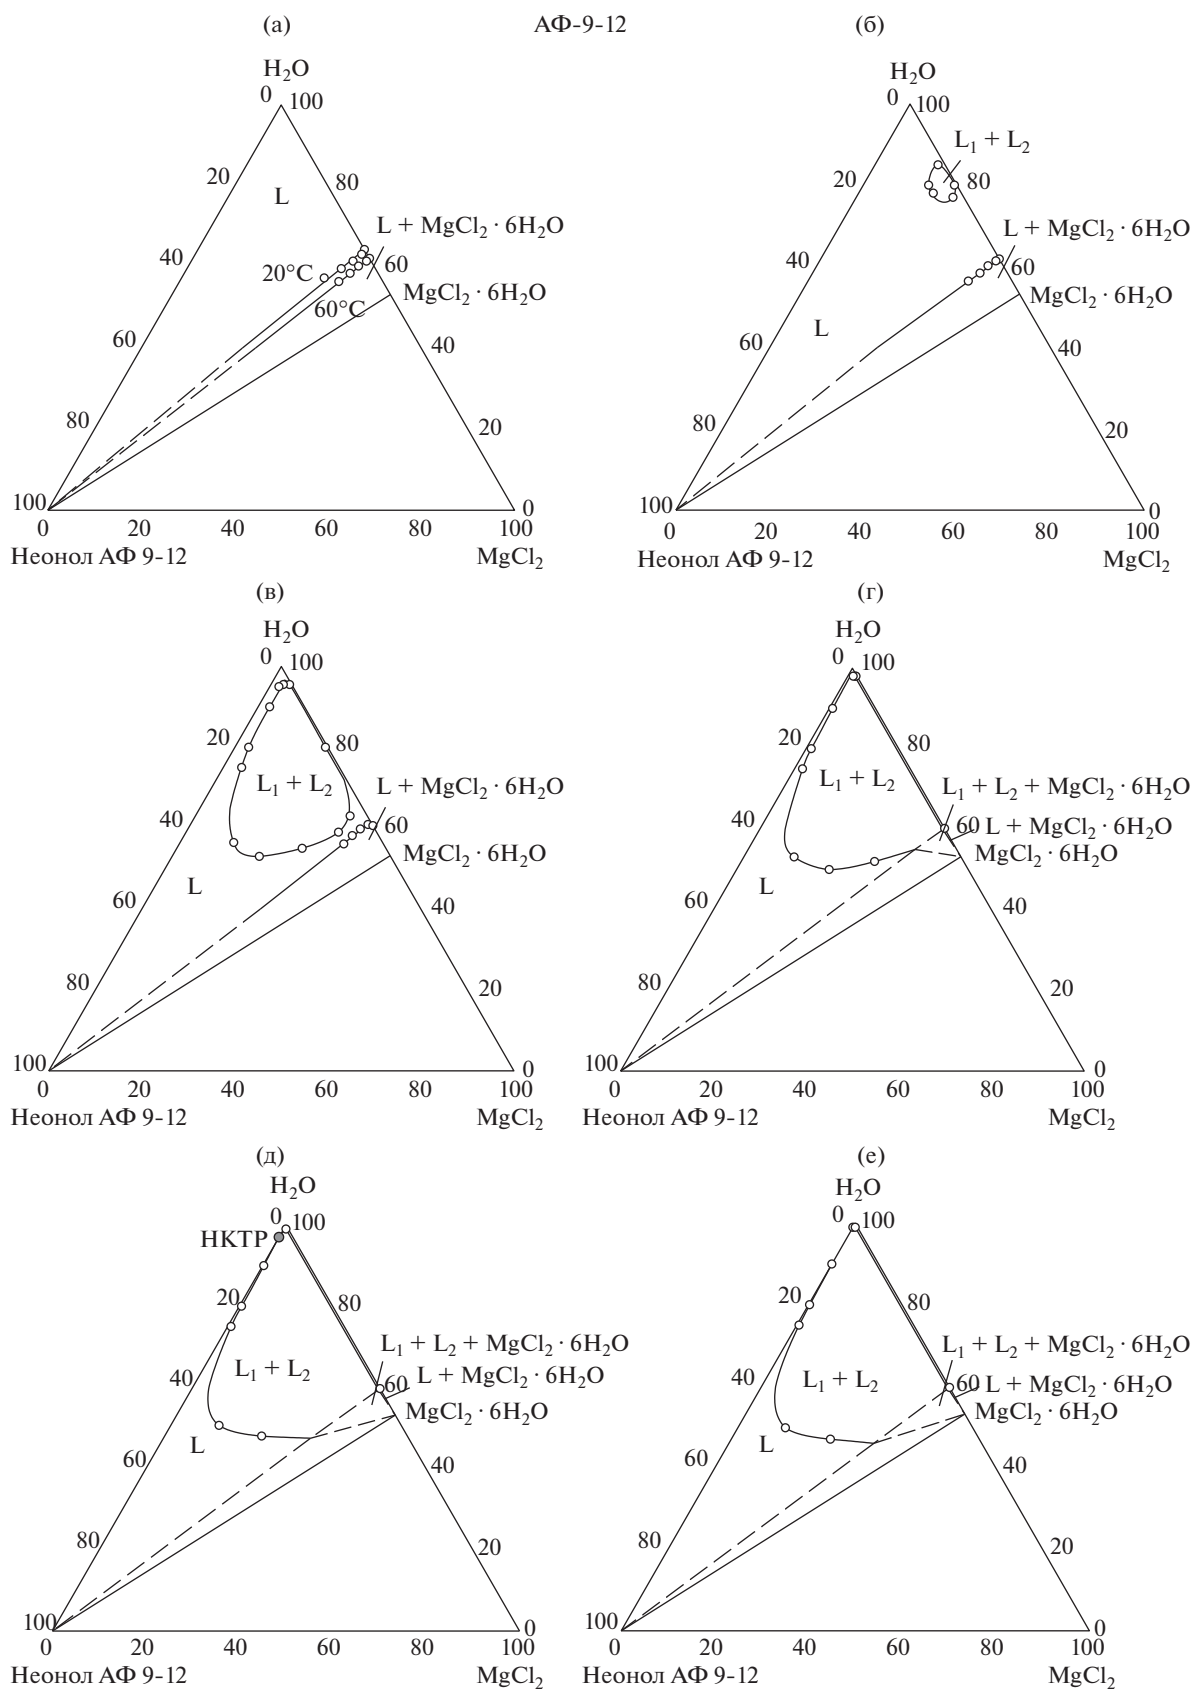 АФ-9-12
(а)
H₂O
0 100
20
80
L
L + MgCl₂ · 6H₂O
40
20°C
60
MgCl₂ · 6H₂O
60°C
60
40
80
20
100
0
0 20 40 60 80 100
Неонол АФ 9-12
MgCl₂
(б)
H₂O
0 100
L₁ + L₂
20
80
L + MgCl₂ · 6H₂O
40
60
MgCl₂ · 6H₂O
L
60
40
80
20
100
0
0 20 40 60 80 100
Неонол АФ 9-12
MgCl₂
(в)
H₂O
0 100
20
80
L₁ + L₂
L + MgCl₂ · 6H₂O
40
60
MgCl₂ · 6H₂O
L
60
40
80
20
100
0
0 20 40 60 80 100
Неонол АФ 9-12
MgCl₂
(г)
H₂O
0 100
20
80
L₁ + L₂
L₁ + L₂ + MgCl₂ · 6H₂O
40
60 L + MgCl₂ · 6H₂O
MgCl₂ · 6H₂O
L
60
40
80
20
100
0
0 20 40 60 80 100
Неонол АФ 9-12
MgCl₂
(д)
H₂O
0 100
НКТР
20
80
L₁ + L₂ + MgCl₂ · 6H₂O
L₁ + L₂
40
60 L + MgCl₂ · 6H₂O
MgCl₂ · 6H₂O
L
60
40
80
20
100
0
0 20 40 60 80 100
Неонол АФ 9-12
MgCl₂
(е)
H₂O
0 100
20
80
L₁ + L₂ + MgCl₂ · 6H₂O
L₁ + L₂
40
60 L + MgCl₂ · 6H₂O
MgCl₂ · 6H₂O
L
60
40
80
20
100
0
0 20 40 60 80 100
Неонол АФ 9-12
MgCl₂